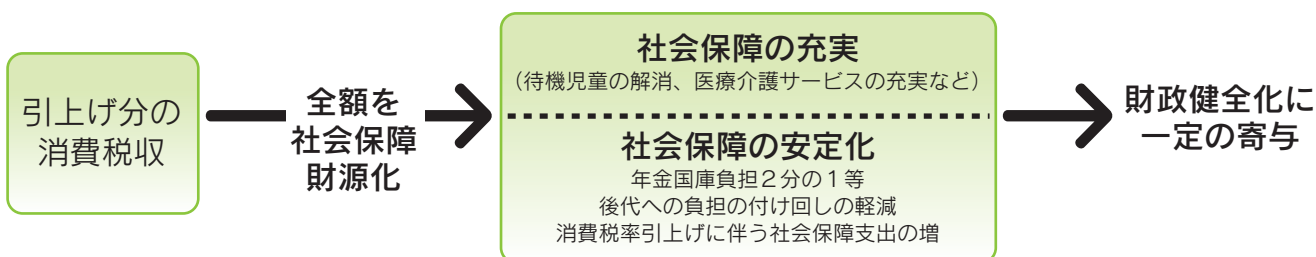 引上げ分の
消費税収
全額を
社会保障
財源化
社会保障の充実
（待機児童の解消、医療介護サービスの充実など）
社会保障の安定化
年金国庫負担２分の１等
後代への負担の付け回しの軽減
消費税率引上げに伴う社会保障支出の増
財政健全化に
一定の寄与